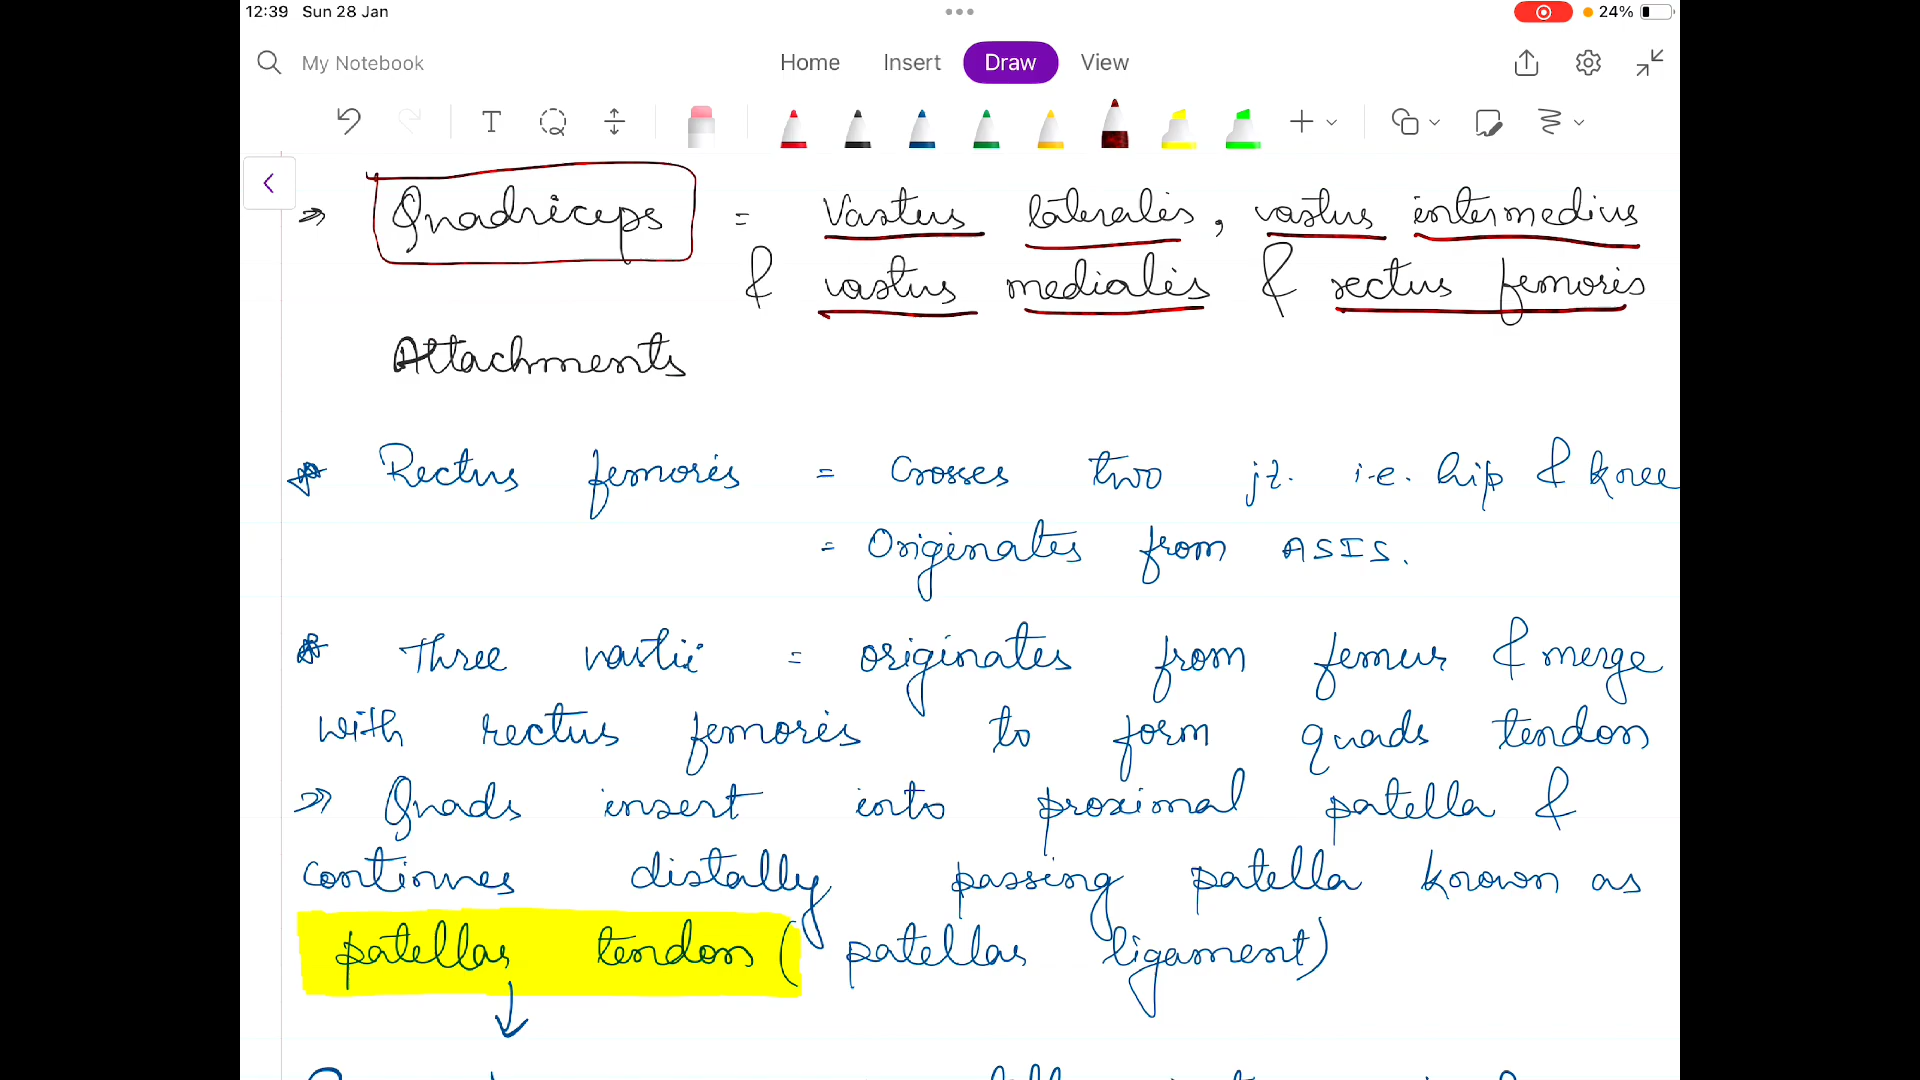 12:39 Sun 28 Jan
24%
My Notebook
Home Insert Draw View
Quadriceps = Vastus lateralis, vastus intermedius
& vastus medialis & rectus femoris
Attachments
Rectus femoris = Crosses two jt. i.e. hip & knee
= Originates from ASIS.
Three vastii = originates from femur & merge
with rectus femoris to form quads tendon
Quads insert into proximal patella &
continues distally passing patella known as
patellar tendon (patellar ligament)